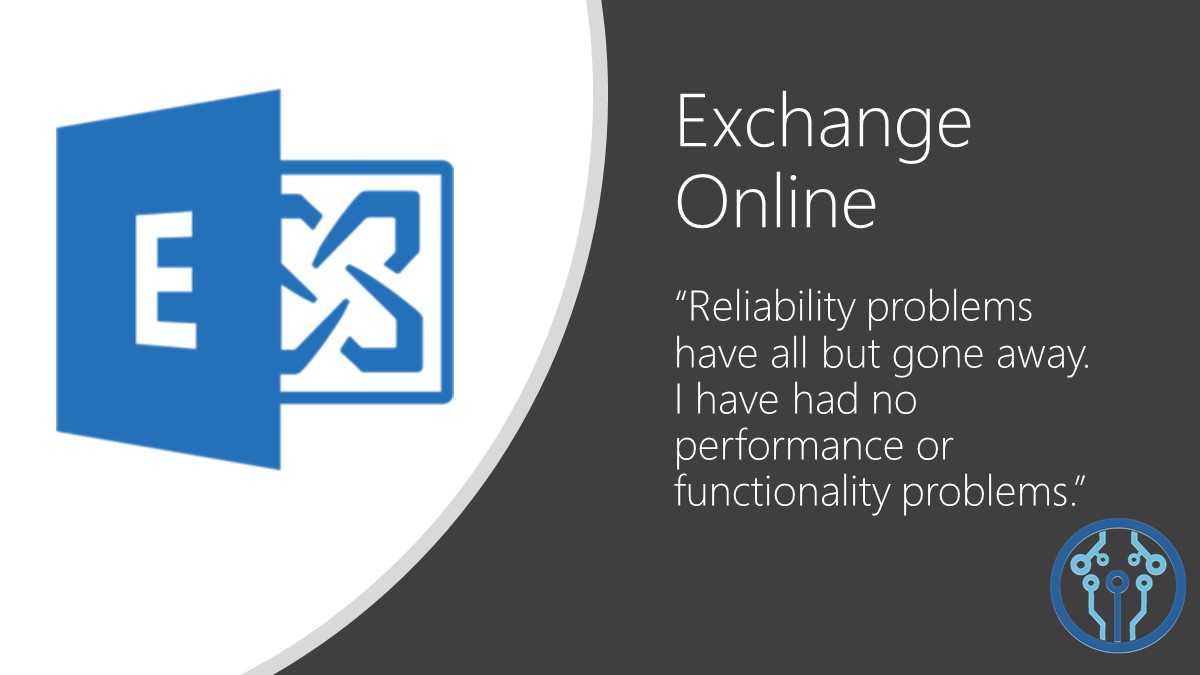 E
Exchange
Online
“Reliability problems
have all but gone away.
I have had no
performance or
functionality problems.”